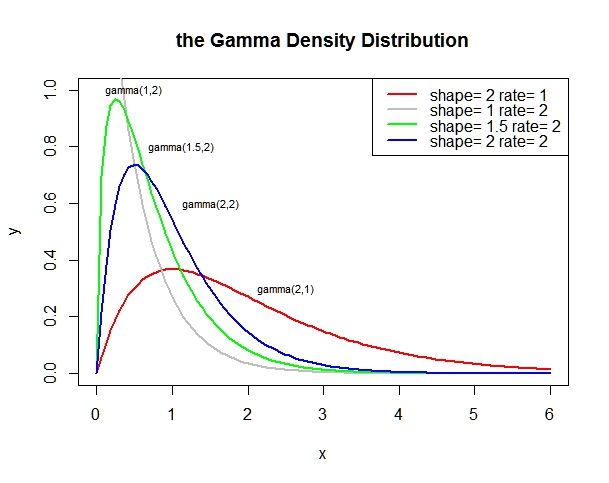 the Gamma Density Distribution
shape= 2 rate= 1
shape= 1 rate= 2
shape= 1.5 rate= 2
shape= 2 rate= 2
gamma(1,2)
gamma(1.5,2)
gamma(2,2)
gamma(2,1)
y
1.0
0.8
0.6
0.4
0.2
0.0
0 1 2 3 4 5 6
x